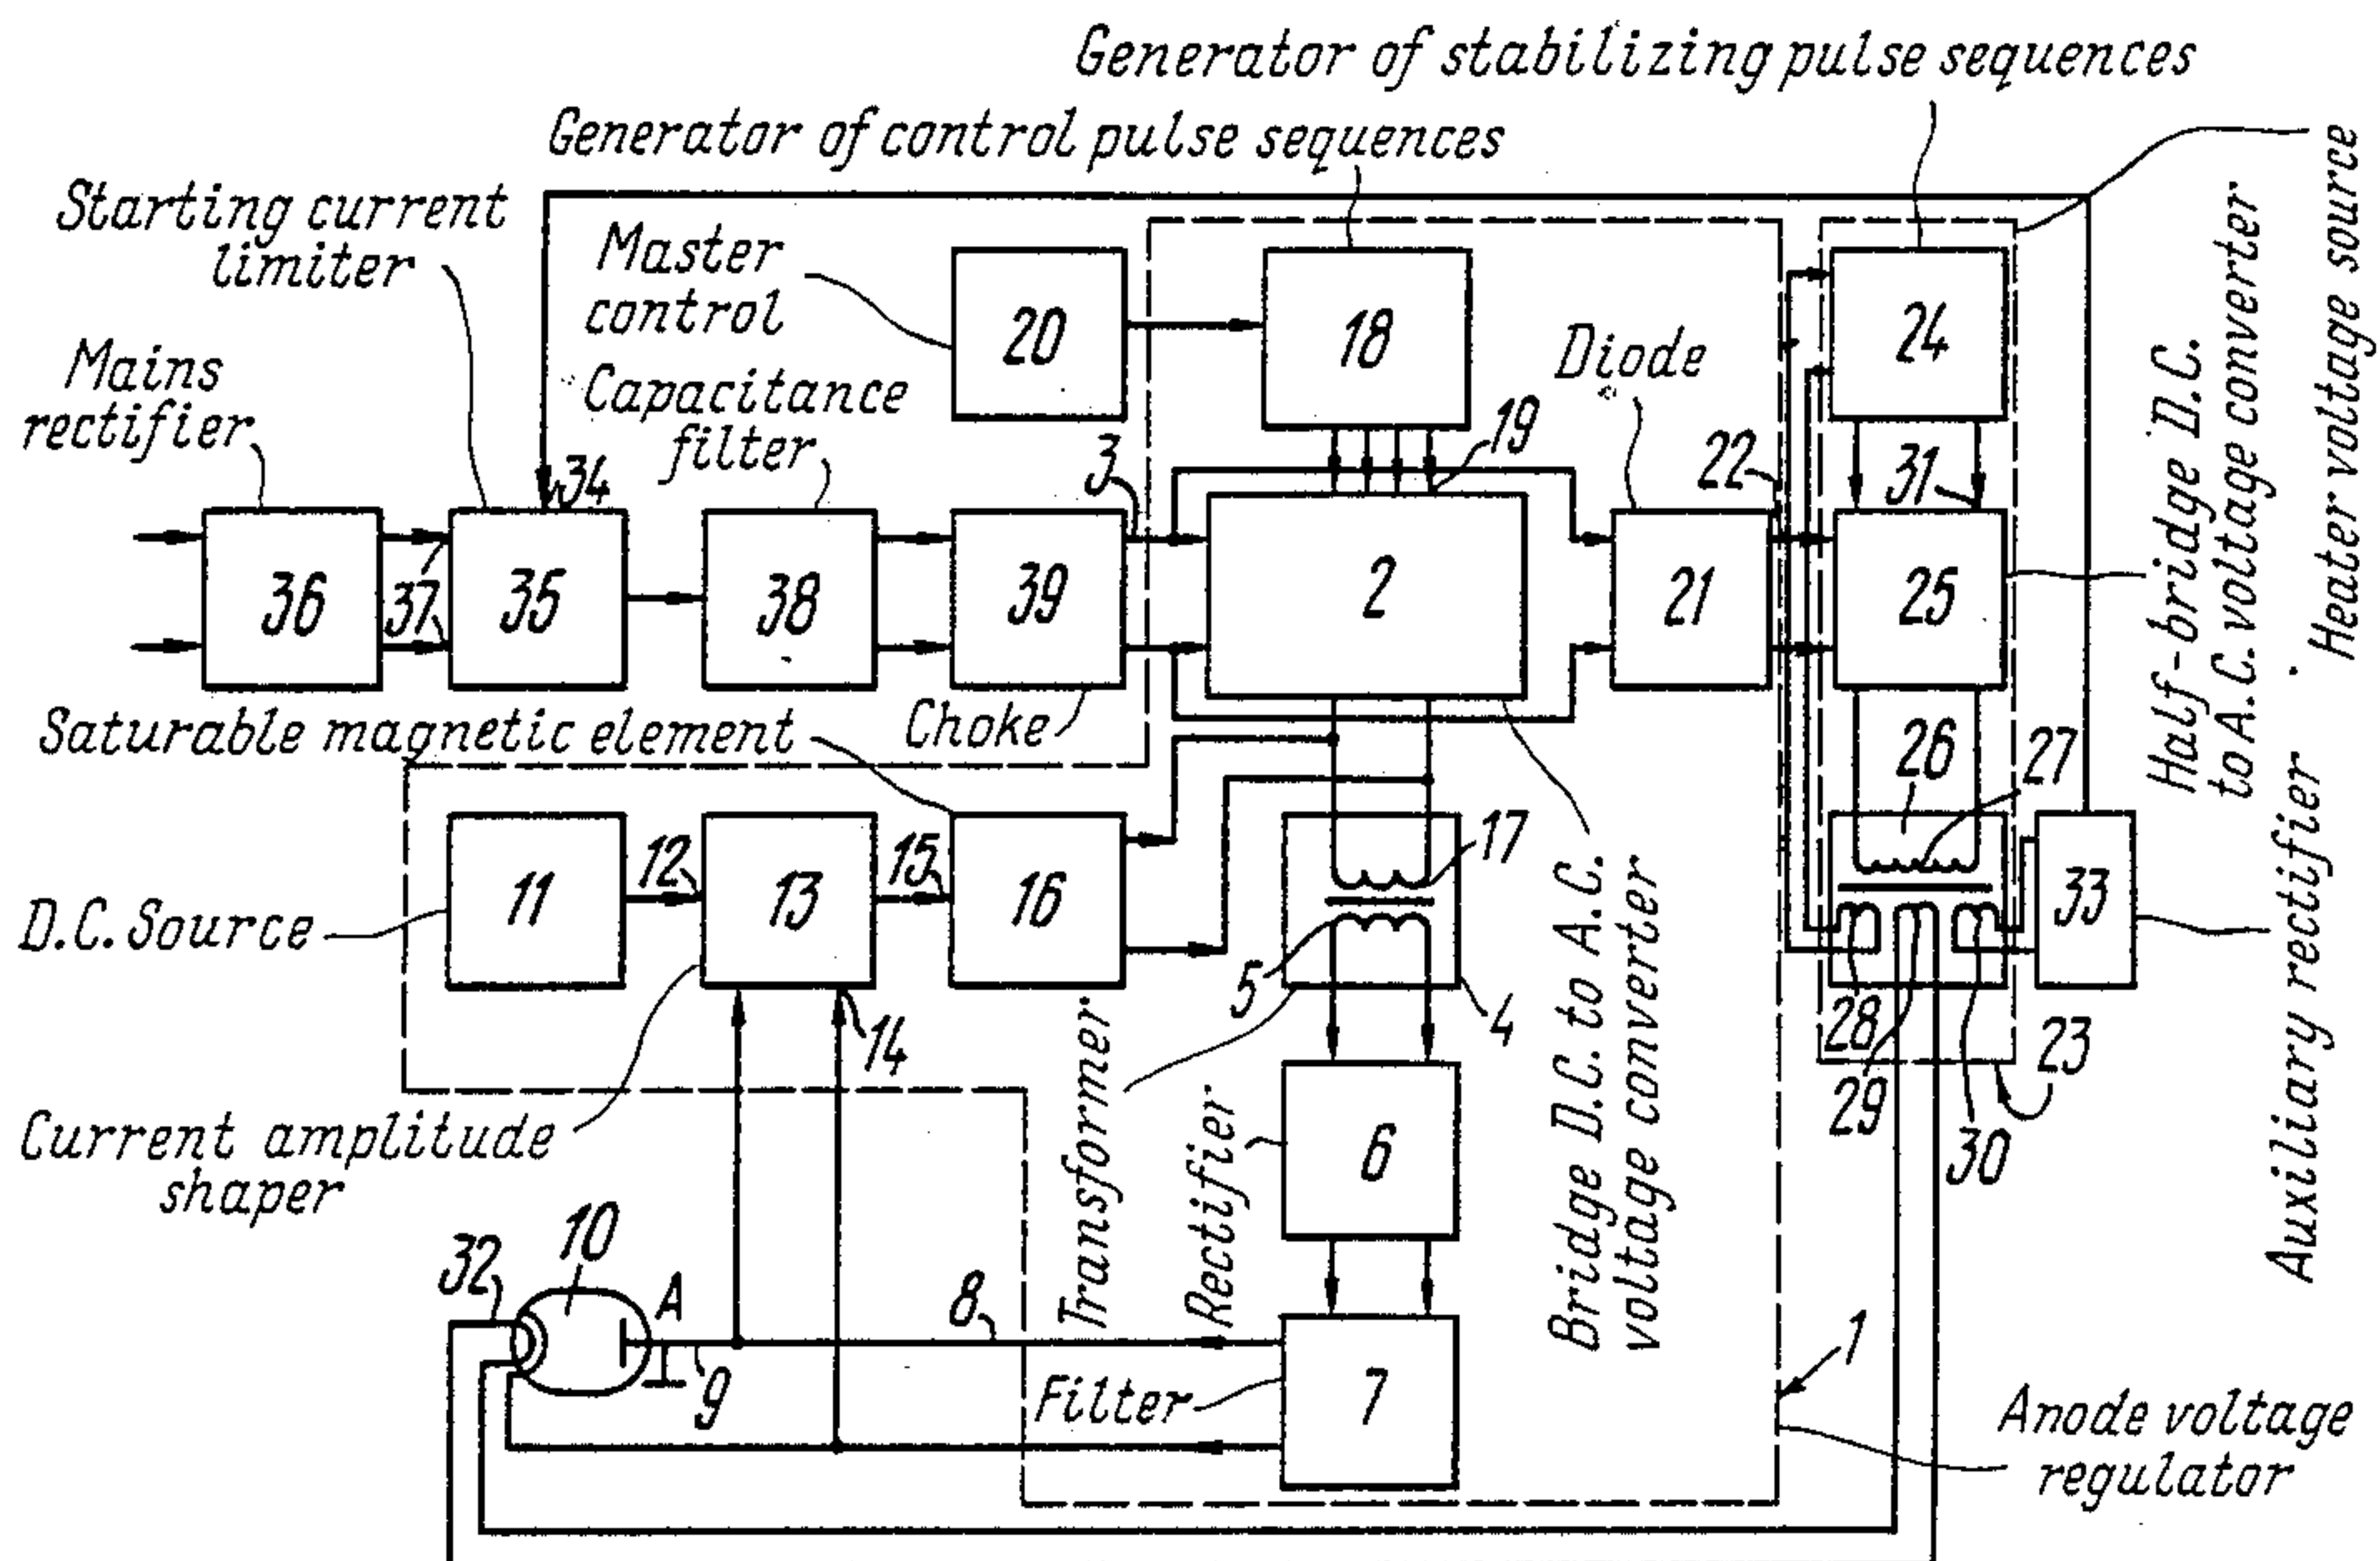 Generator of stabilizing pulse sequences
Generator of control pulse sequences
Starting current
limiter
Master
control
Mains
rectifier
Capacitance
filter
Diode
Heater voltage source
Half-bridge D.C.
to A.C. voltage converter
20
18
24
3
19
22
31
34
37
36
35
38
39
2
21
25
Saturable magnetic element
Choke
26
27
17
11
12
13
15
16
33
D.C. Source
5
4
14
28
29
30
23
Auxiliary rectifier
Transformer
Rectifier
Bridge D.C. to A.C.
voltage converter
Current amplitude
shaper
6
10
32
A
8
9
1
Filter
7
Anode voltage
regulator